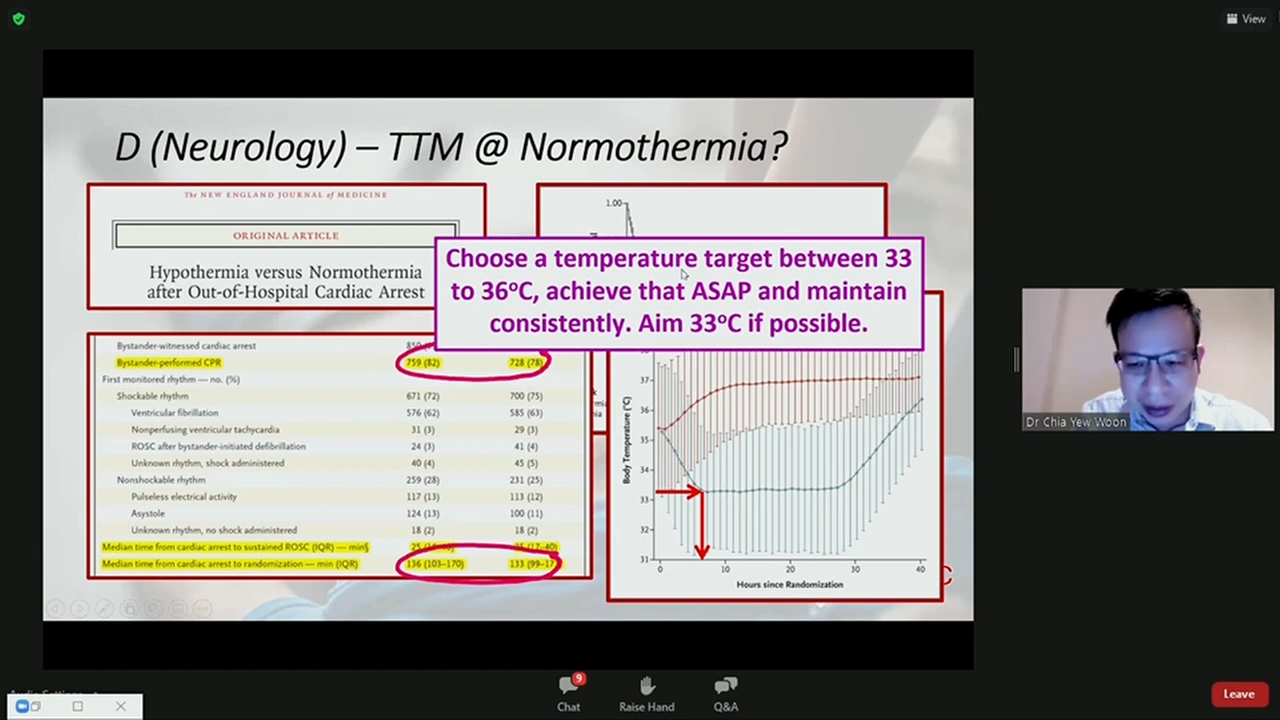 View
D (Neurology) – TTM @ Normothermia?
The NEW ENGLAND JOURNAL of MEDICINE
ORIGINAL ARTICLE
Hypothermia versus Normothermia
after Out-of-Hospital Cardiac Arrest
1.00
Choose a temperature target between 33
to 36°C, achieve that ASAP and maintain
consistently. Aim 33°C if possible.
Bystander-witnessed cardiac arrest
Bystander-performed CPR 759 (82) 728 (78)
First monitored rhythm — no. (%)
Shockable rhythm 671 (72) 700 (75)
Ventricular fibrillation 576 (62) 585 (63)
Nonperfusing ventricular tachycardia 31 (3) 29 (3)
ROSC after bystander-initiated defibrillation 24 (3) 41 (4)
Unknown rhythm, shock administered 40 (4) 45 (5)
Nonshockable rhythm 259 (28) 231 (25)
Pulseless electrical activity 117 (13) 113 (12)
Asystole 124 (13) 100 (11)
Unknown rhythm, no shock administered 18 (2) 18 (2)
Median time from cardiac arrest to sustained ROSC (IQR) — min§ 25 (17–40)
Median time from cardiac arrest to randomization — min (IQR) 136 (103–170) 133 (99–
Body Temperature (°C)
37
36
35
34
33
32
31
0 10 20 30 40
Hours since Randomization
C
Dr Chia Yew Woon
9
Chat
Raise Hand
Q&A
Leave